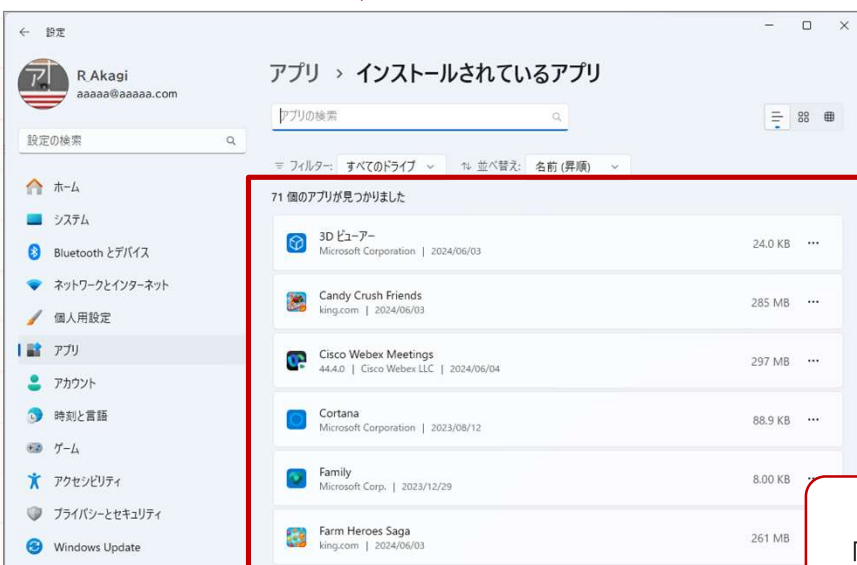 設定
ア R Akagi
aaaaa@aaaaa.com
設定の検索
ホーム
システム
Bluetooth とデバイス
ネットワークとインターネット
個人用設定
アプリ
アカウント
時刻と言語
ゲーム
アクセシビリティ
プライバシーとセキュリティ
Windows Update
アプリ › インストールされているアプリ
アプリの検索
フィルター: すべてのドライブ 並べ替え: 名前 (昇順)
71 個のアプリが見つかりました
3D ビューアー
Microsoft Corporation | 2024/06/03
24.0 KB
Candy Crush Friends
king.com | 2024/06/03
285 MB
Cisco Webex Meetings
44.4.0 | Cisco Webex LLC | 2024/06/04
297 MB
Cortana
Microsoft Corporation | 2023/08/12
88.9 KB
Family
Microsoft Corp. | 2023/12/29
8.00 KB
Farm Heroes Saga
king.com | 2024/06/03
261 MB